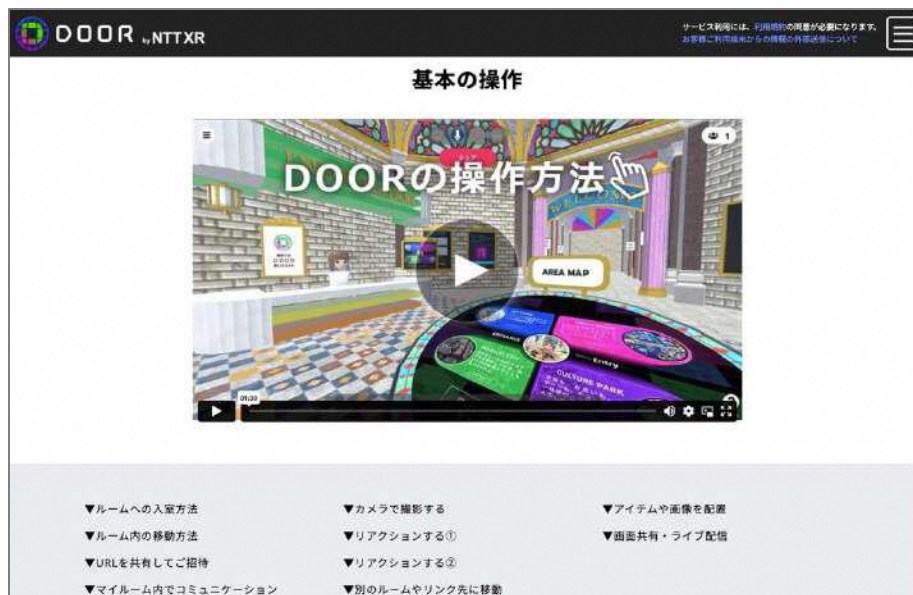 DOOR by NTT XR
サービス利用には、利用規約の同意が必要になります。
お客様ご利用端末からの情報の外部送信について
基本の操作
1
DOORの操作方法
WELCOME
AREA MAP
ENTRANCE
Entry
CULTURE PARK
01:33
▼ルームへの入室方法
▼カメラで撮影する
▼アイテムや画像を配置
▼ルーム内の移動方法
▼リアクションする①
▼画面共有・ライブ配信
▼URLを共有してご招待
▼リアクションする②
▼マイルーム内でコミュニケーション
▼別のルームやリンク先に移動